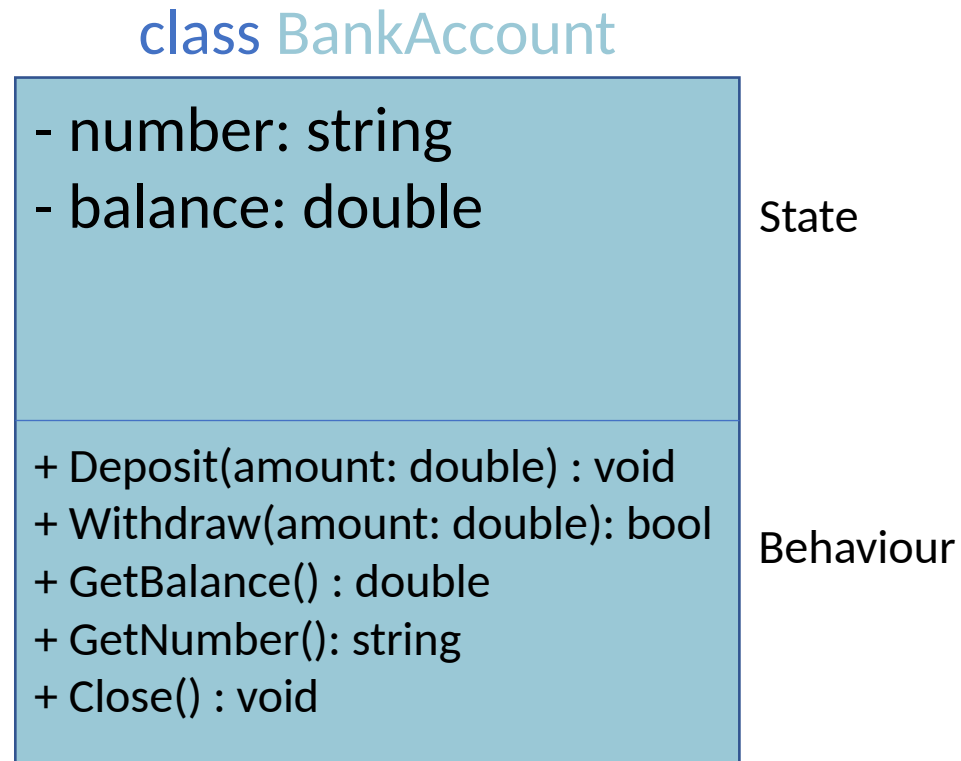 class BankAccount
- number: string
- balance: double
State
+ Deposit(amount: double) : void
+ Withdraw(amount: double): bool
+ GetBalance() : double
+ GetNumber(): string
+ Close() : void
Behaviour